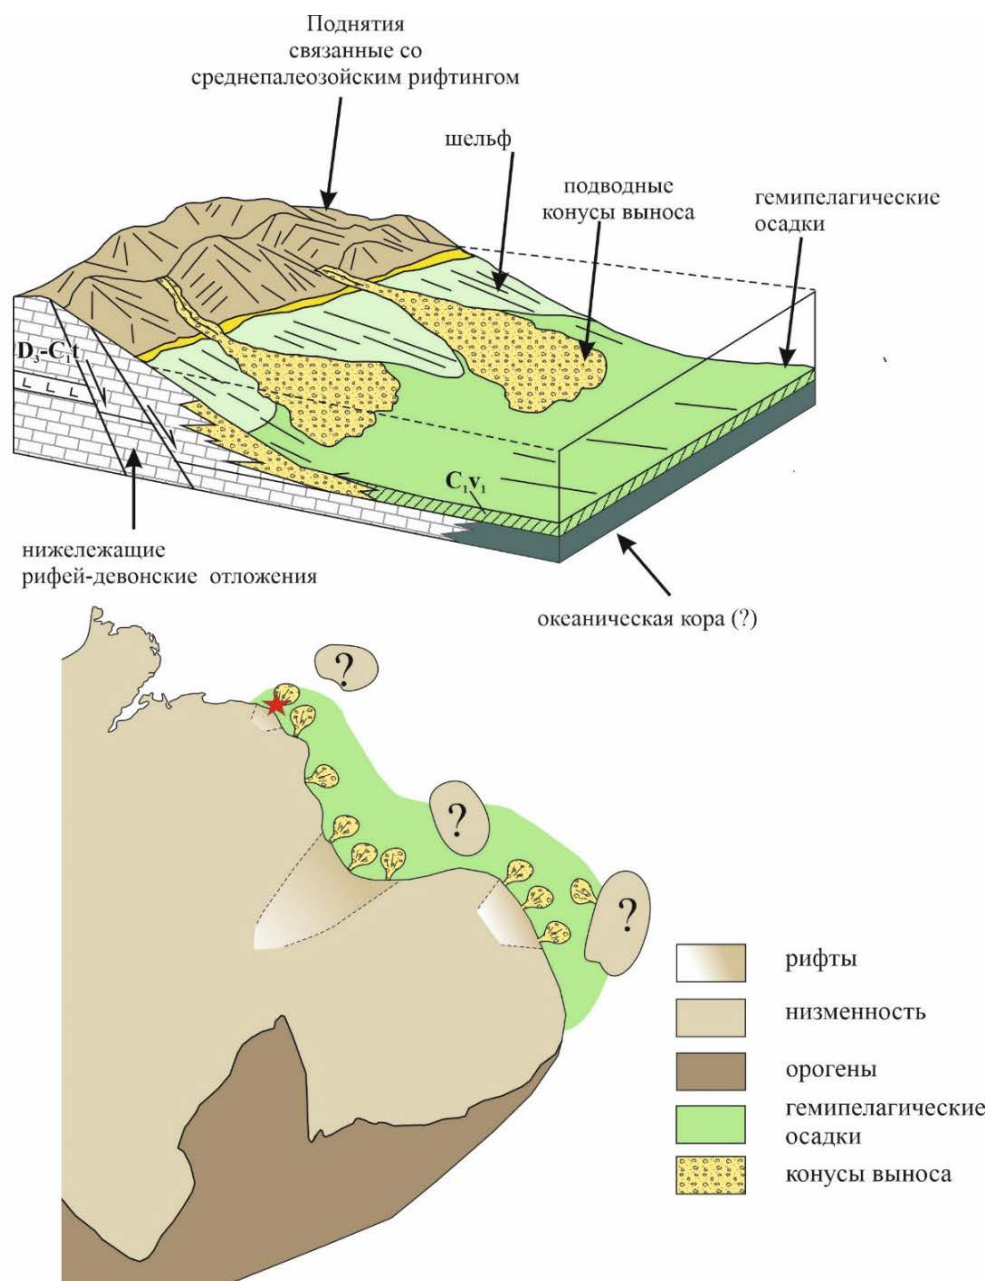 Поднятия
связанные со
среднепалеозойским рифтингом
шельф
подводные
конусы выноса
гемипелагические
осадки
D₃-C₁t
C₁v₁
нижележащие
рифей-девонские отложения
океаническая кора (?)
?
?
?
рифты
низменность
орогены
гемипелагические
осадки
конусы выноса